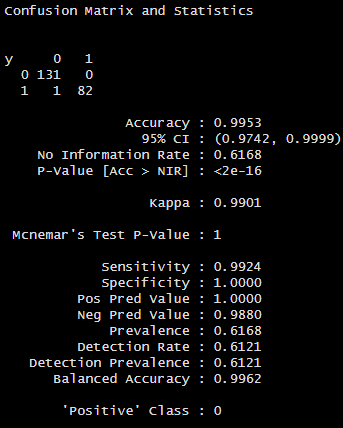 Confusion Matrix and Statistics
y 0 1
0 131 0
1 1 82
Accuracy : 0.9953
95% CI : (0.9742, 0.9999)
No Information Rate : 0.6168
P-Value [Acc > NIR] : <2e-16
Kappa : 0.9901
Mcnemar's Test P-Value : 1
Sensitivity : 0.9924
Specificity : 1.0000
Pos Pred Value : 1.0000
Neg Pred Value : 0.9880
Prevalence : 0.6168
Detection Rate : 0.6121
Detection Prevalence : 0.6121
Balanced Accuracy : 0.9962
'Positive' Class : 0